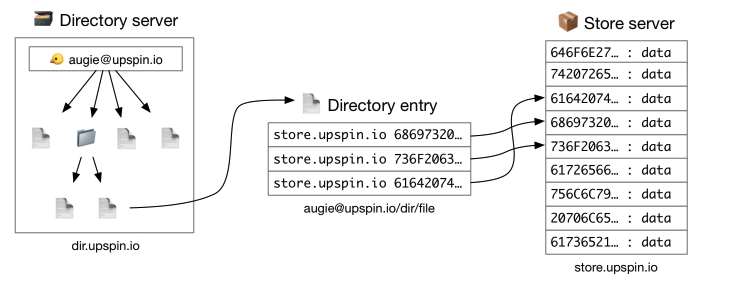 Directory server
augie@upspin.io
dir.upspin.io
Directory entry
store.upspin.io 68697320…
store.upspin.io 736F2063…
store.upspin.io 61642074…
augie@upspin.io/dir/file
Store server
646F6E27… : data
74207265… : data
61642074… : data
68697320… : data
736F2063… : data
61726566… : data
756C6C79… : data
20706C65… : data
61736521… : data
store.upspin.io